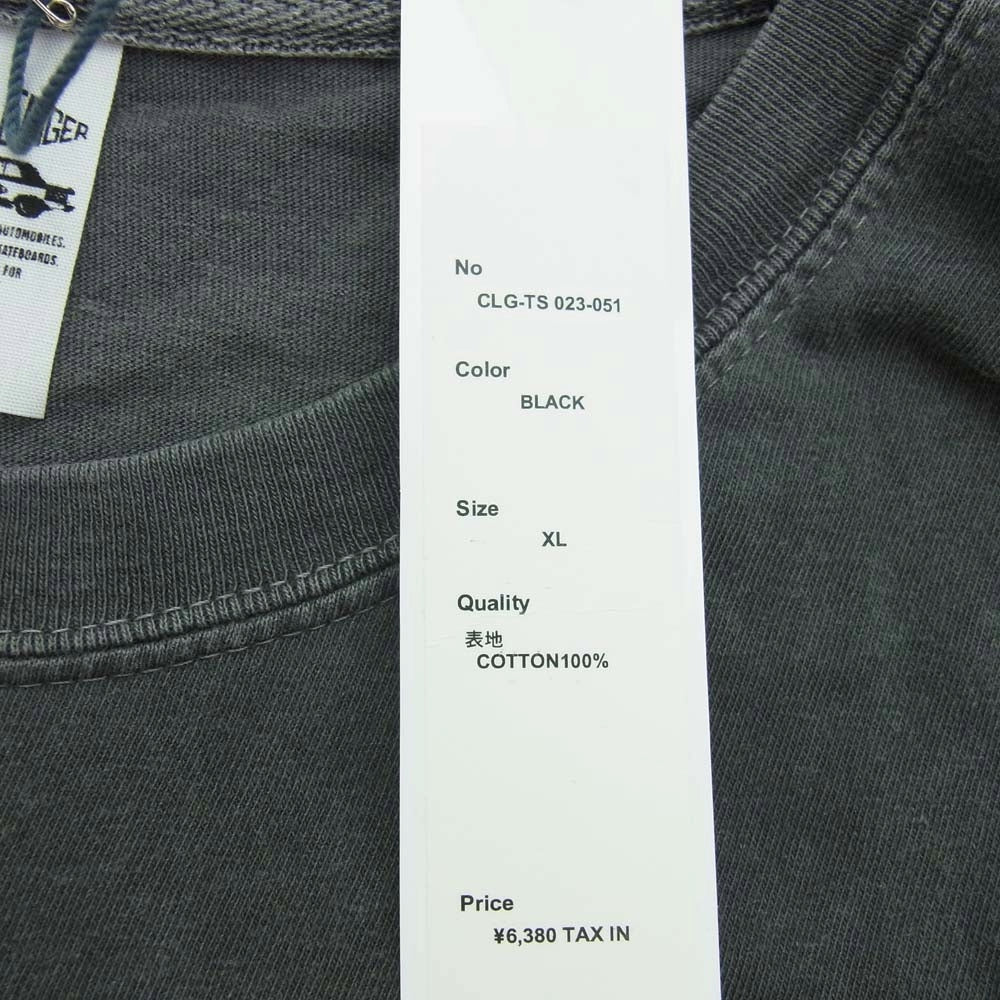 AUTOMOBILES.
FOR
No
CLG-TS 023-051
Color
BLACK
Size
XL
Quality
表地
COTTON100%
Price
¥6,380 TAX IN